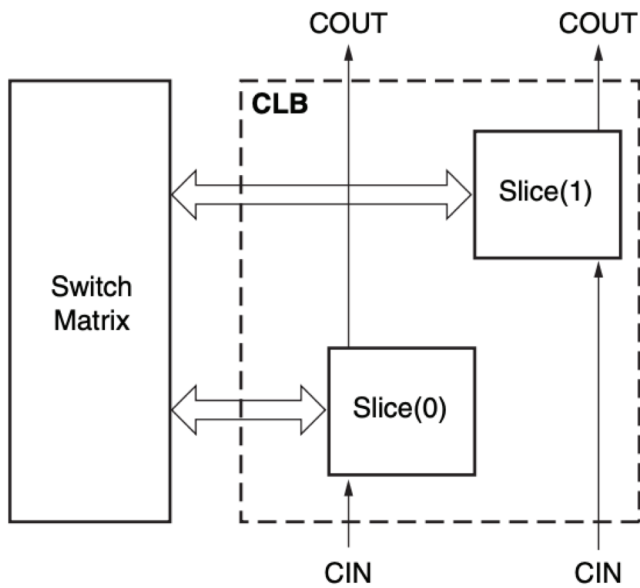 COUT
COUT
CLB
Slice(1)
Switch
Matrix
Slice(0)
CIN
CIN